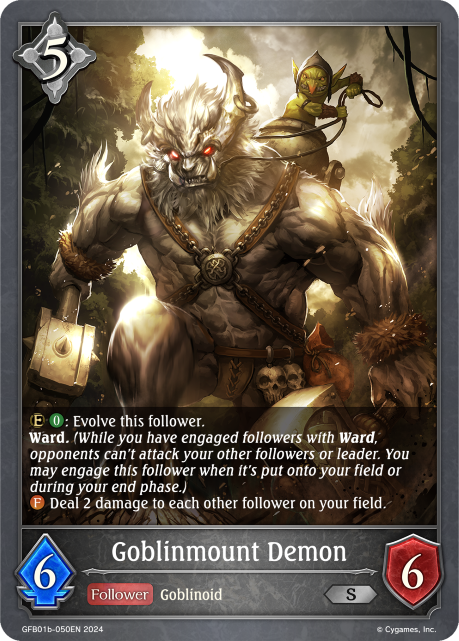 5
E 0: Evolve this follower.
Ward. (While you have engaged followers with Ward,
opponents can't attack your other followers or leader. You
may engage this follower when it's put onto your field or
during your end phase.)
F Deal 2 damage to each other follower on your field.
Goblinmount Demon
6
Follower Goblinoid
S
6
GFB01b-050EN 2024
© Cygames, Inc.